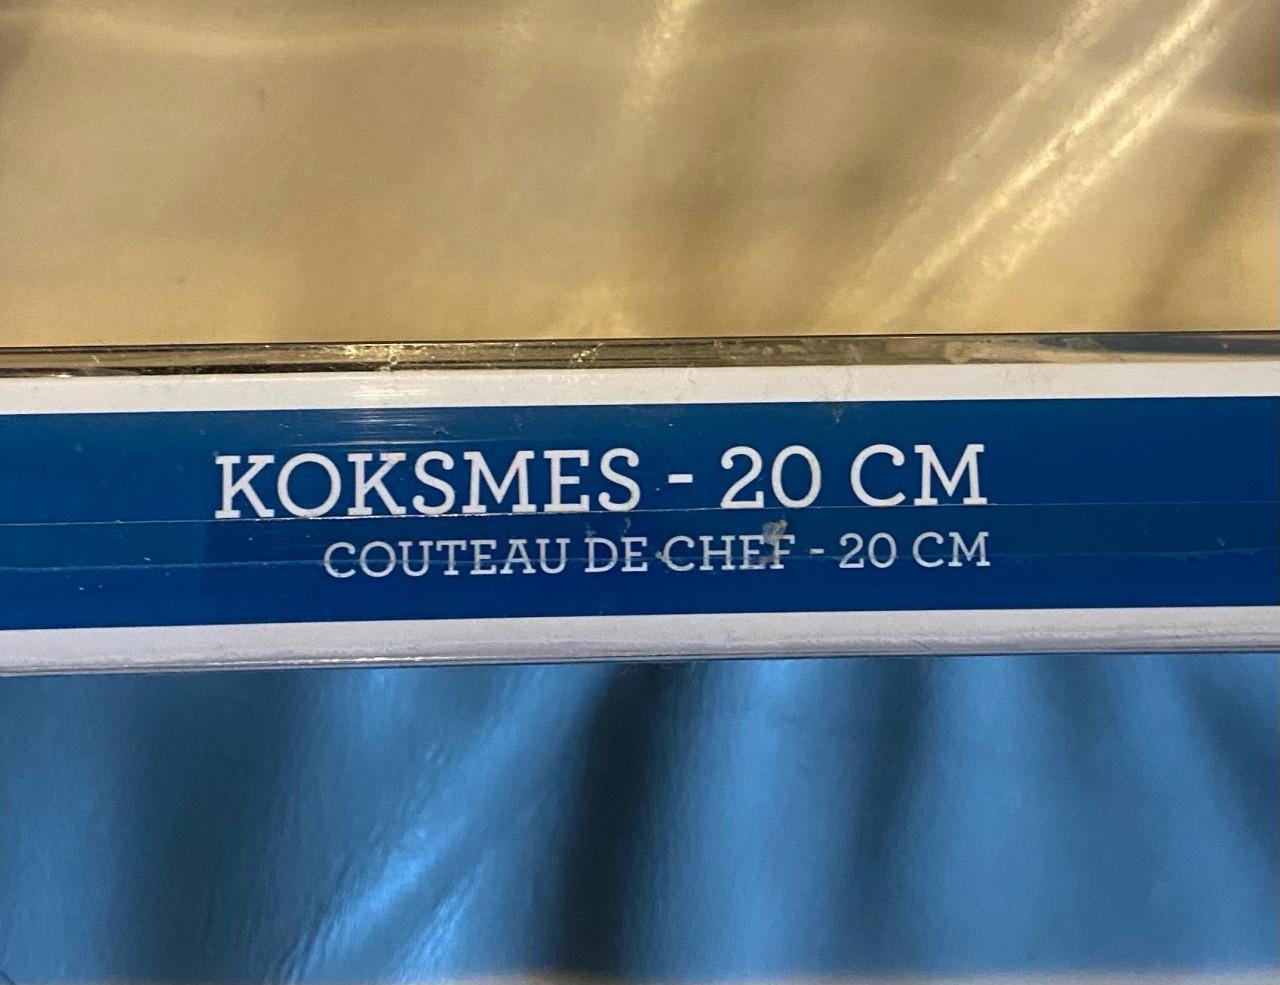 KOKSMES - 20 CM
COUTEAU DE CHEF - 20 CM